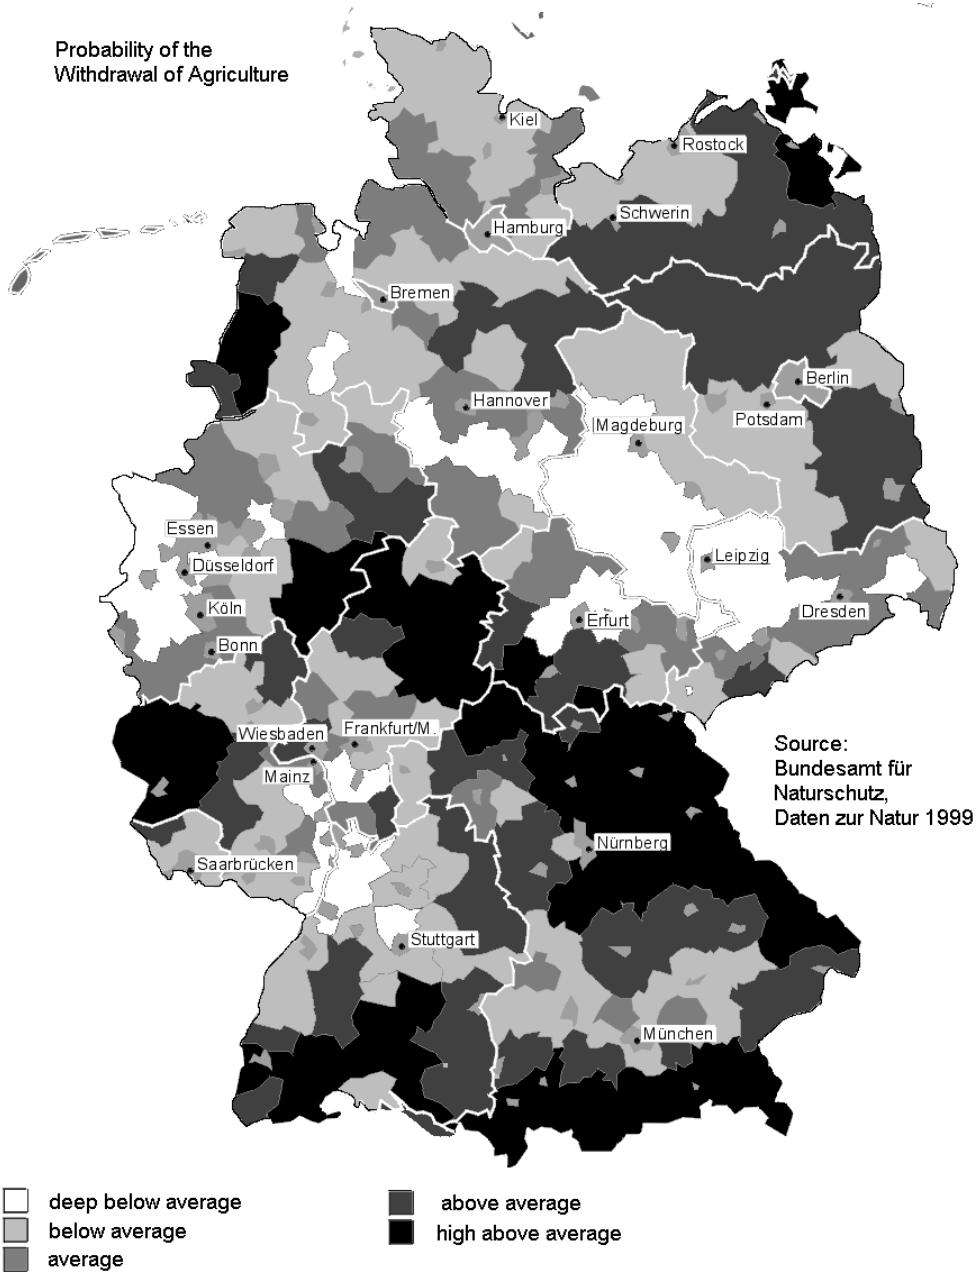 Probability of the
Withdrawal of Agriculture
Kiel
Rostock
Schwerin
Hamburg
Bremen
Berlin
Hannover
Potsdam
Magdeburg
Essen
Leipzig
Düsseldorf
Köln
Dresden
Erfurt
Bonn
Wiesbaden
Frankfurt/M.
Mainz
Source:
Bundesamt für
Naturschutz,
Daten zur Natur 1999
Nürnberg
Saarbrücken
Stuttgart
München
deep below average
below average
average
above average
high above average